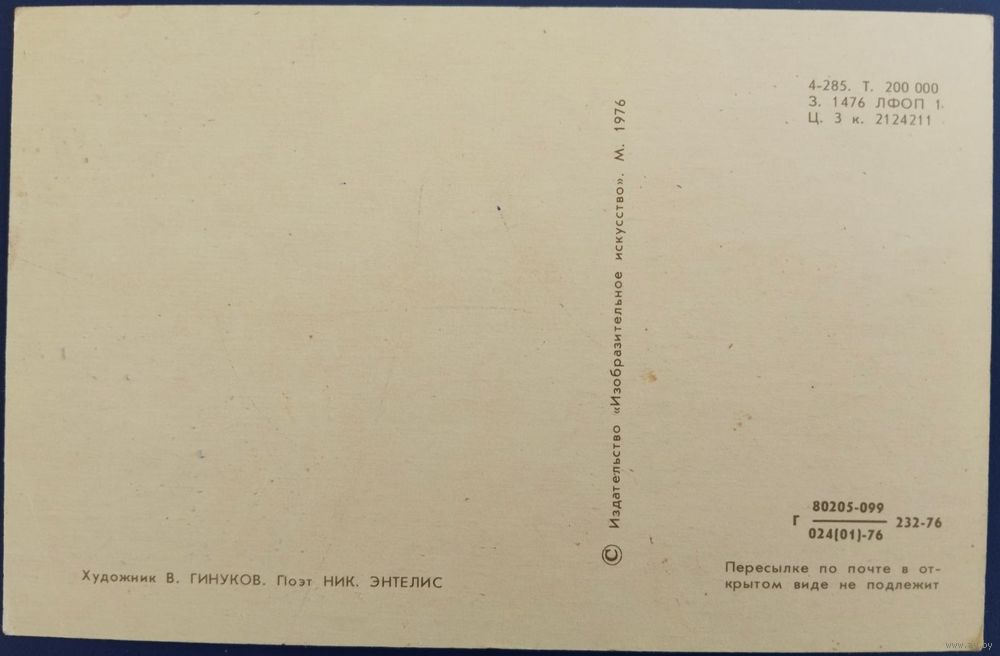 4-285. Т. 200 000
З. 1476 ЛФОП 1
Ц. 3 к. 2124211
© Издательство «Изобразительное искусство». М. 1976
Г 80205-099 232-76
024(01)-76
Художник В. ГИНУКОВ. Поэт НИК. ЭНТЕЛИС
Пересылке по почте в от-
крытом виде не подлежит